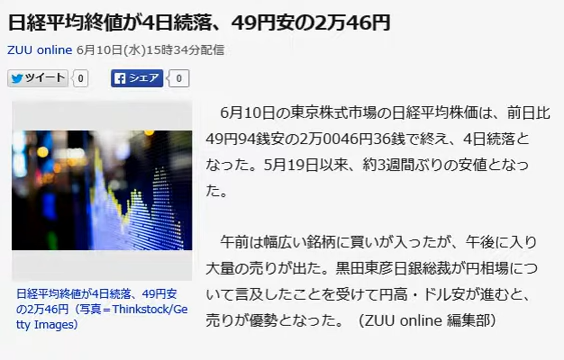 日経平均終値が4日続落、49円安の2万46円
ZUU online 6月10日(水)15時34分配信
ツイート 0 シェア 0
6月10日の東京株式市場の日経平均株価は、前日比
49円94銭安の2万0046円36銭で終え、4日続落と
なった。5月19日以来、約3週間ぶりの安値となっ
た。
午前は幅広い銘柄に買いが入ったが、午後に入り
大量の売りが出た。黒田東彦日銀総裁が円相場につ
いて言及したことを受けて円高・ドル安が進むと、
売りが優勢となった。（ZUU online 編集部）
日経平均終値が4日続落、49円安
の2万46円（写真＝Thinkstock/Ge
tty Images）